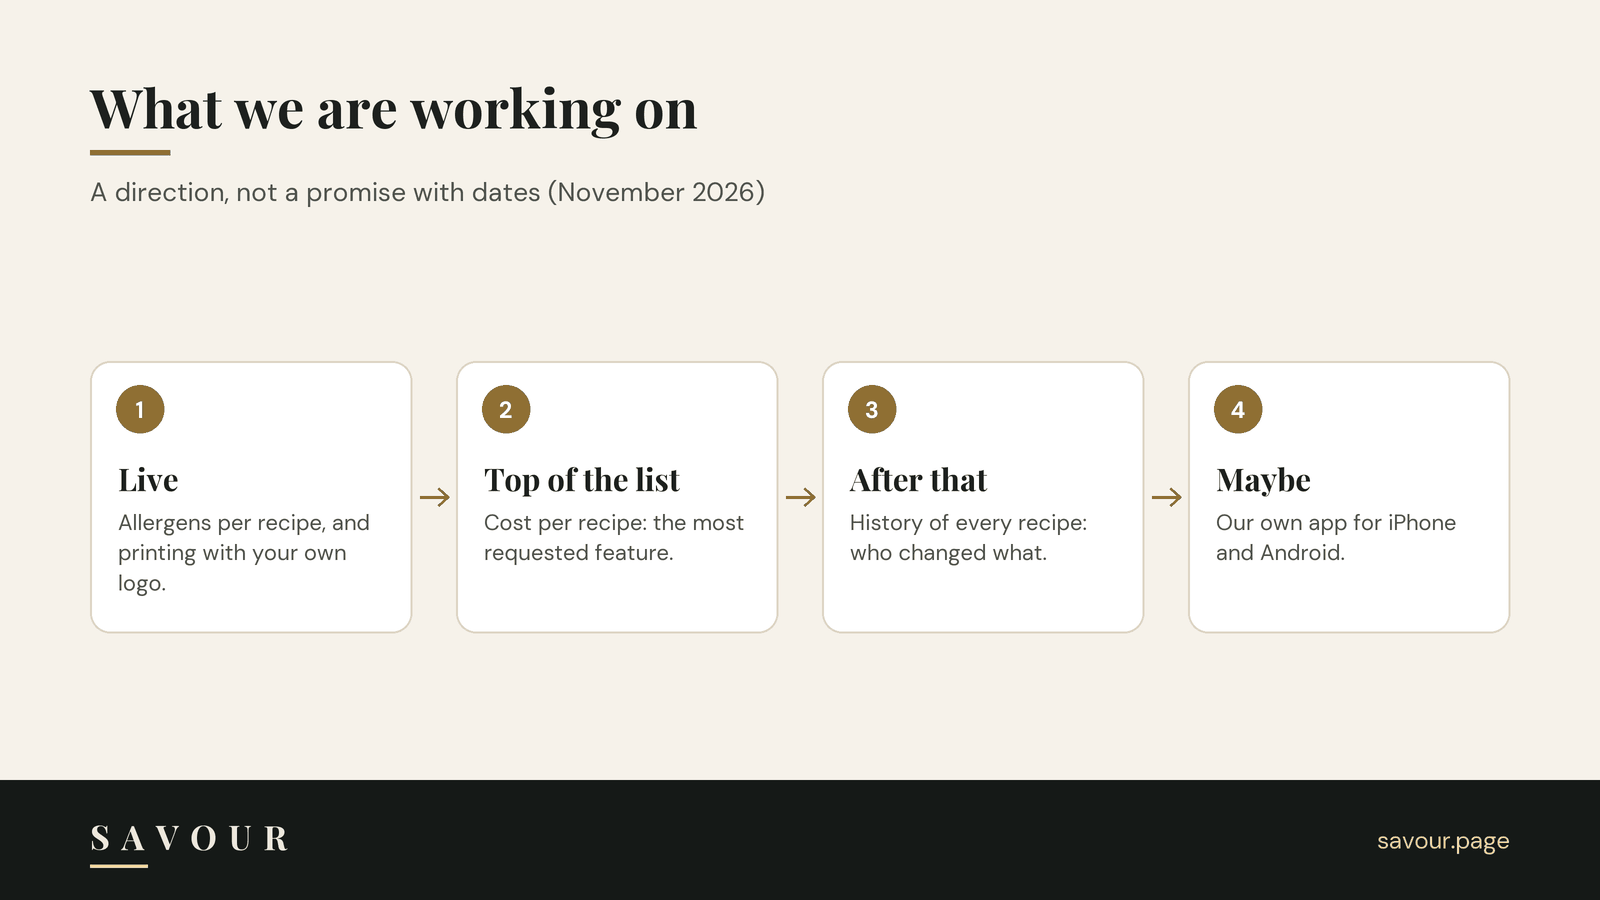 What we are working on
A direction, not a promise with dates (November 2026)
1
Live
Allergens per recipe, and
printing with your own
logo.
2
Top of the list
Cost per recipe: the most
requested feature.
3
After that
History of every recipe:
who changed what.
4
Maybe
Our own app for iPhone
and Android.
SAVOUR
savour.page